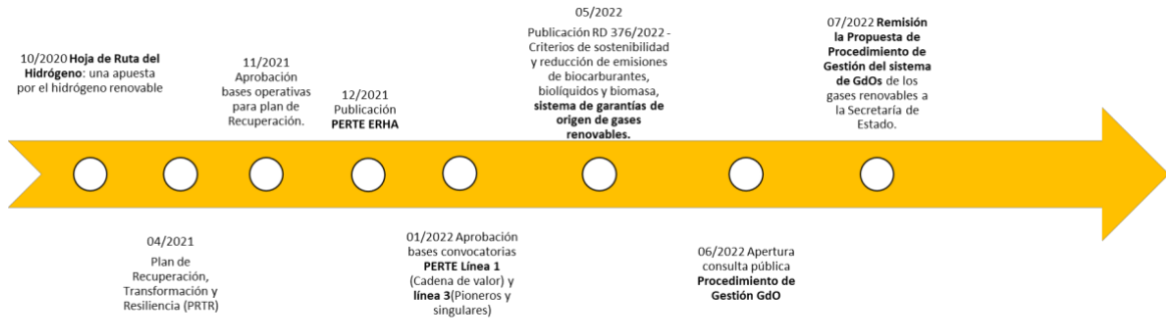 10/2020 Hoja de Ruta del
Hidrógeno: una apuesta
por el hidrógeno renovable
04/2021
Plan de
Recuperación,
Transformación y
Resiliencia (PRTR)
11/2021
Aprobación
bases operativas
para plan de
Recuperación.
12/2021
Publicación
PERTE ERHA
01/2022 Aprobación
bases convocatorias
PERTE Línea 1
(Cadena de valor) y
línea 3(Pioneros y
singulares)
05/2022
Publicación RD 376/2022 -
Criterios de sostenibilidad
y reducción de emisiones
de biocarburantes,
biolíquidos y biomasa,
sistema de garantías de
origen de gases
renovables.
06/2022 Apertura
consulta pública
Procedimiento de
Gestión GdO
07/2022 Remisión
la Propuesta de
Procedimiento de
Gestión del sistema
de GdOs de los
gases renovables a
la Secretaría de
Estado.